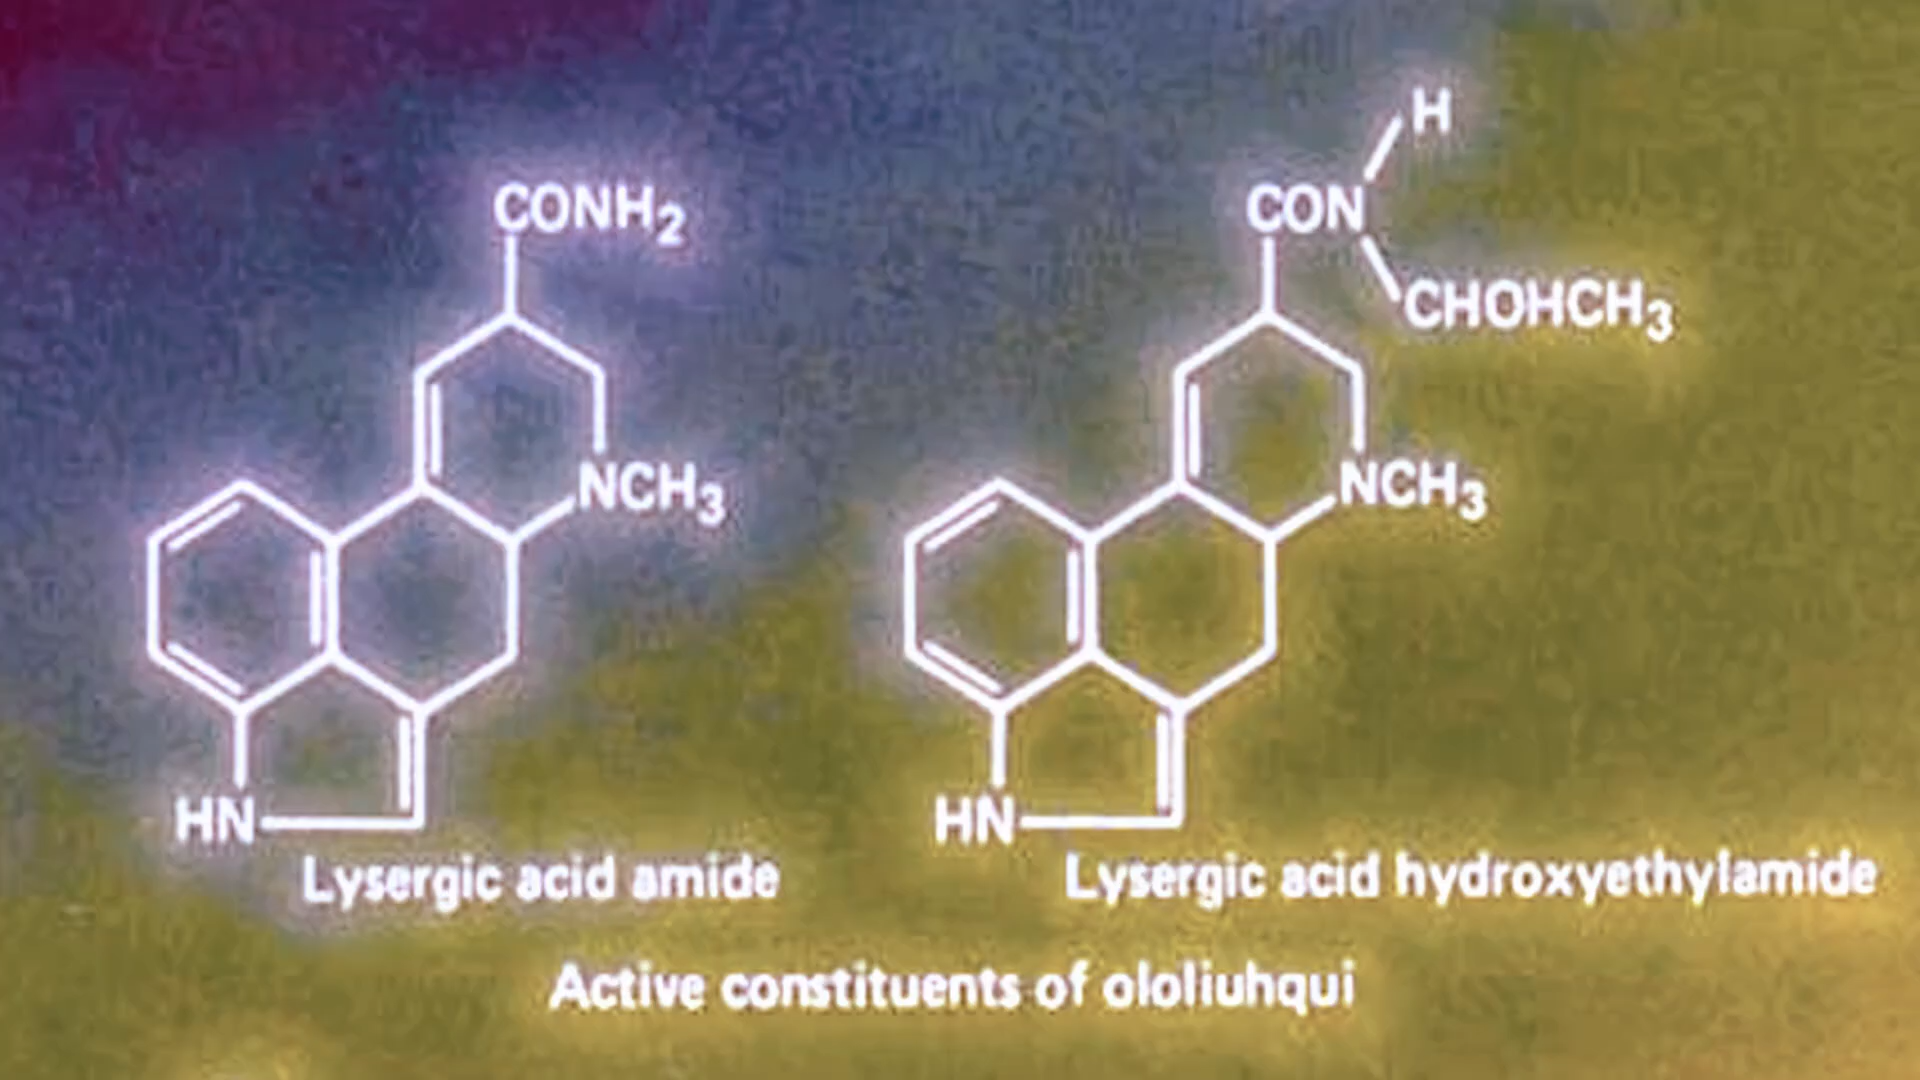 H
CONH₂
CON
CHOHCH₃
NCH₃
NCH₃
HN
HN
Lysergic acid amide
Lysergic acid hydroxyethylamide
Active constituents of ololiuhqui